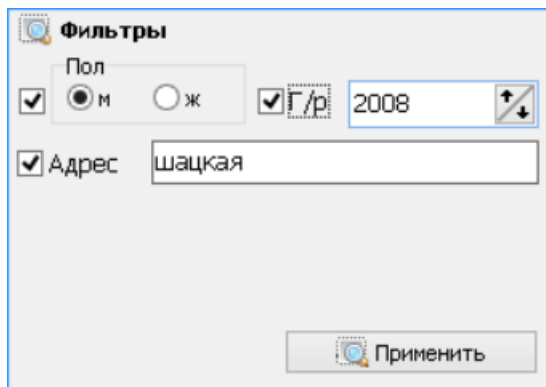 Фильтры
Пол
м ж Г/р 2008
Адрес шацкая
Применить